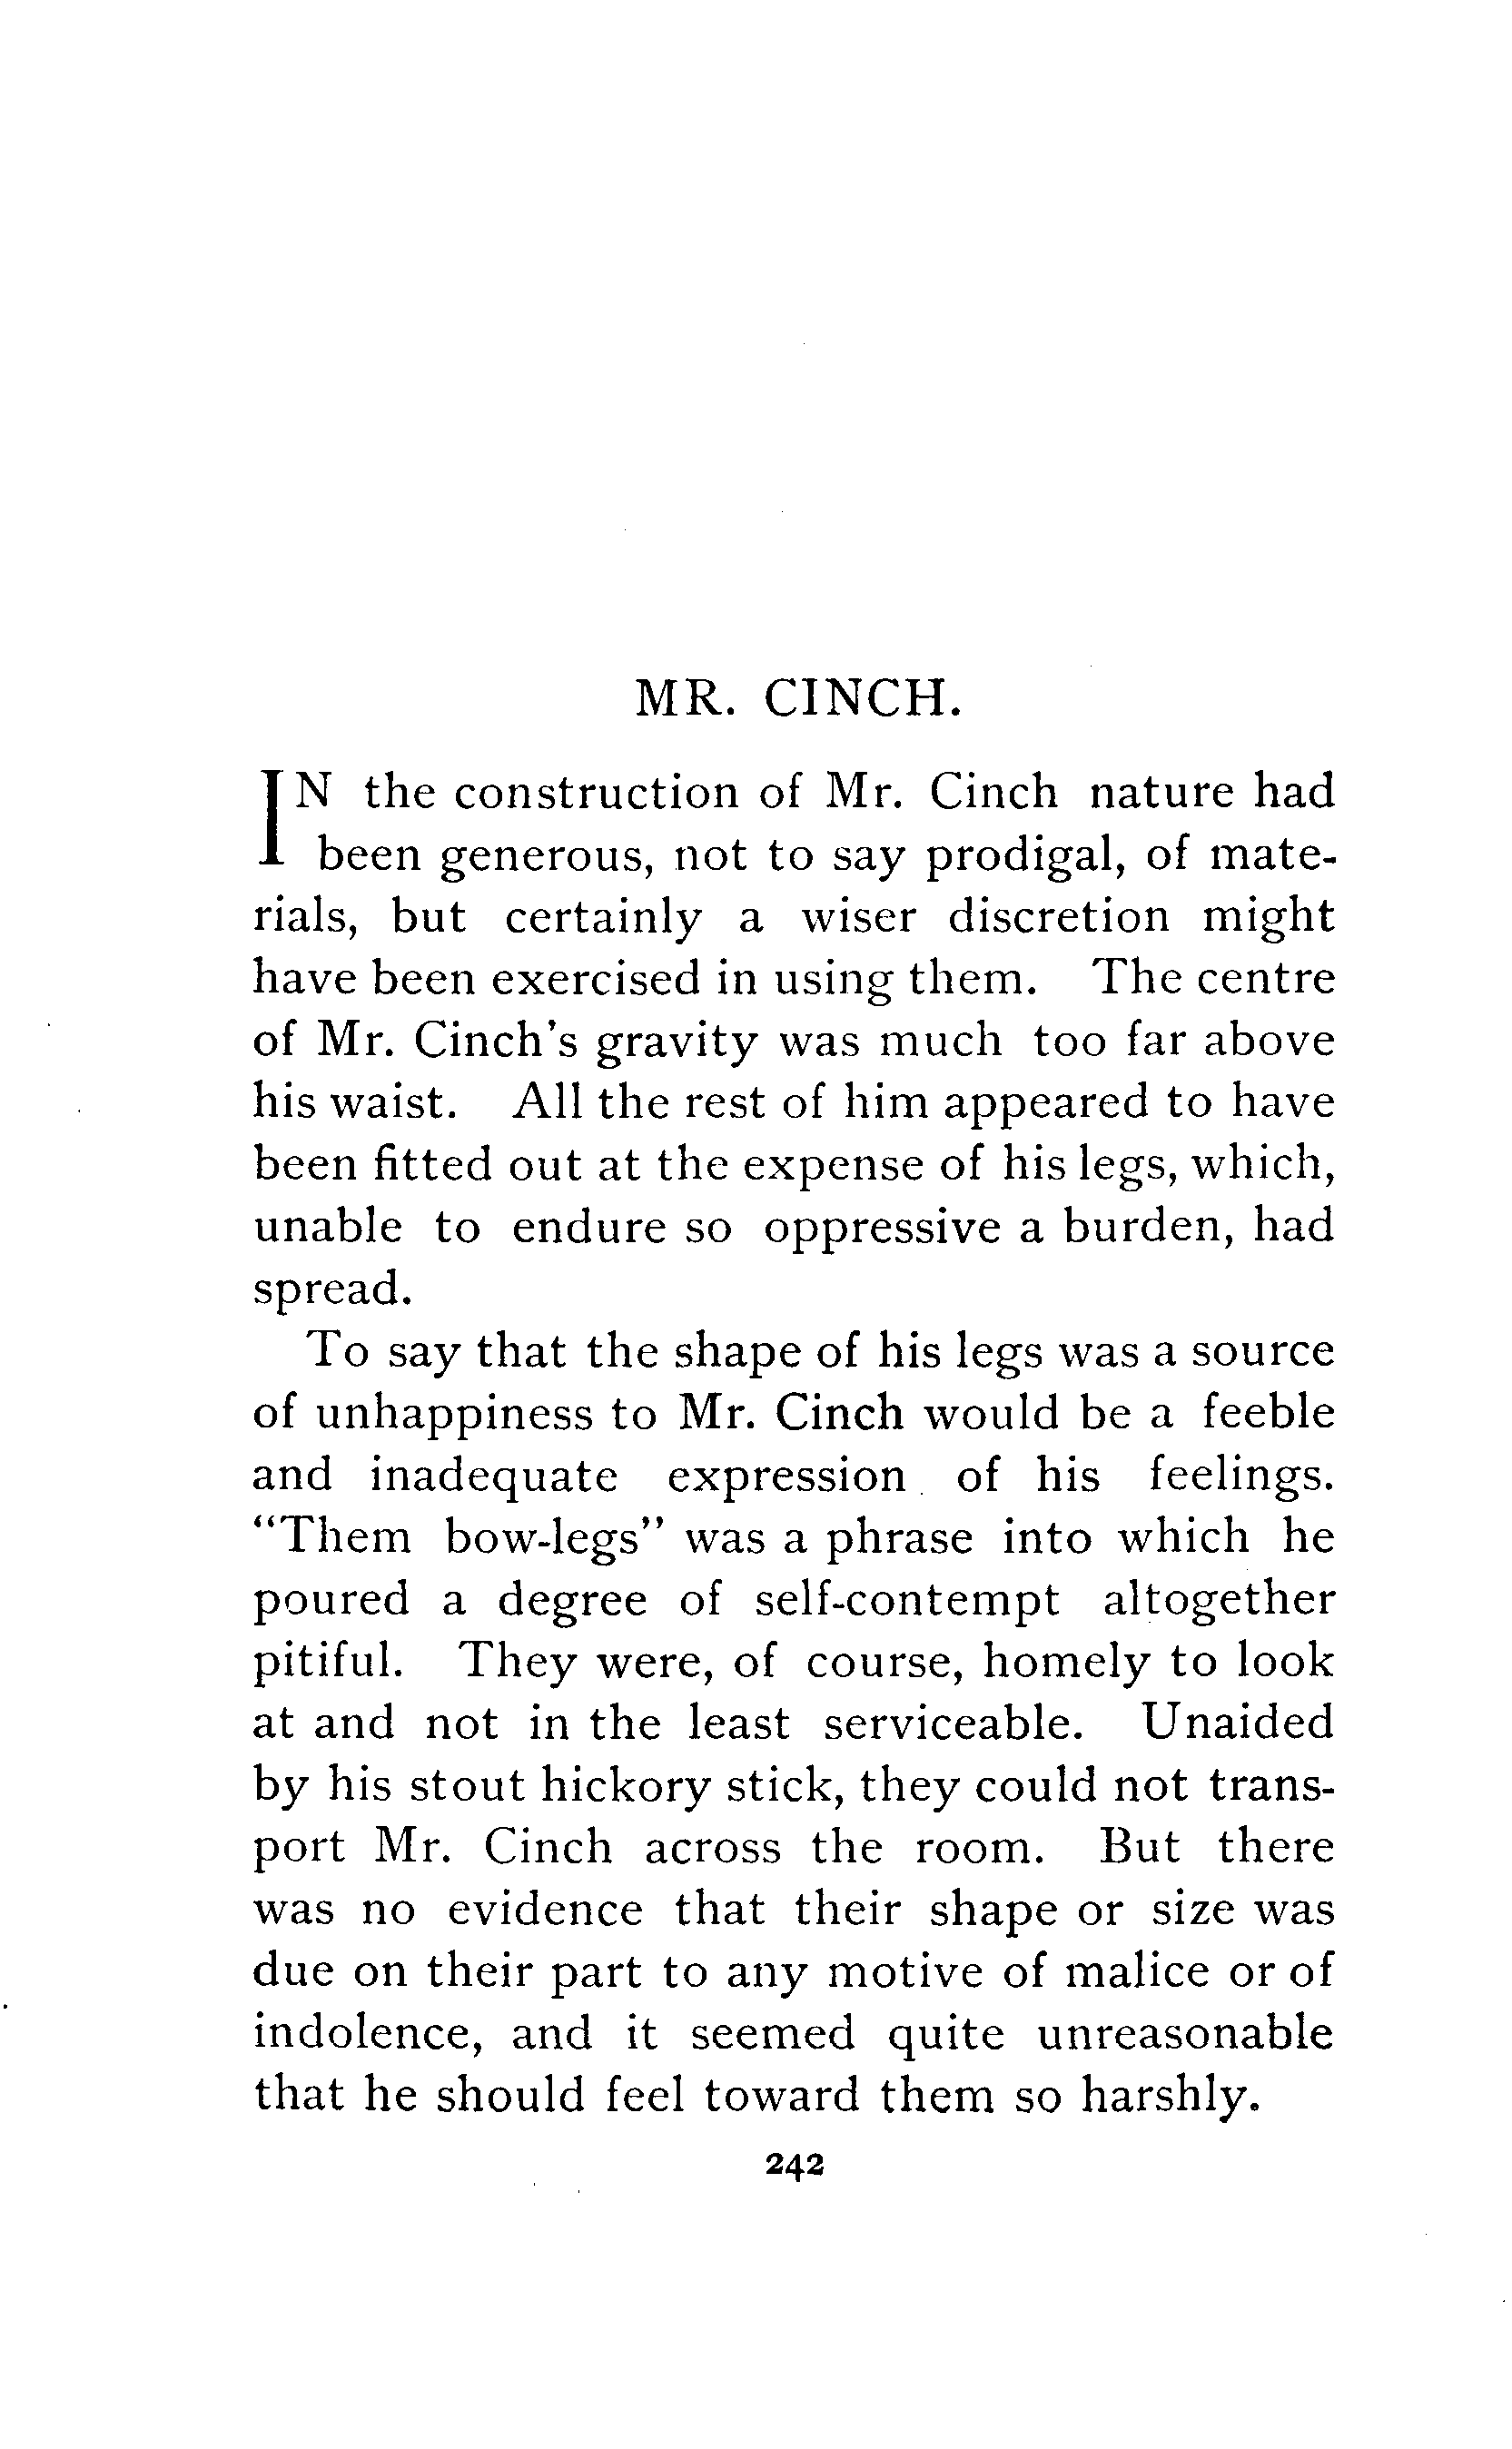 MR. CINCH.
IN the construction of Mr. Cinch nature had
been generous, not to say prodigal, of mate-
rials, but certainly a wiser discretion might
have been exercised in using them. The centre
of Mr. Cinch's gravity was much too far above
his waist. All the rest of him appeared to have
been fitted out at the expense of his legs, which,
unable to endure so oppressive a burden, had
spread.
To say that the shape of his legs was a source
of unhappiness to Mr. Cinch would be a feeble
and inadequate expression of his feelings.
"Them bow-legs" was a phrase into which he
poured a degree of self-contempt altogether
pitiful. They were, of course, homely to look
at and not in the least serviceable. Unaided
by his stout hickory stick, they could not trans-
port Mr. Cinch across the room. But there
was no evidence that their shape or size was
due on their part to any motive of malice or of
indolence, and it seemed quite unreasonable
that he should feel toward them so harshly.
242